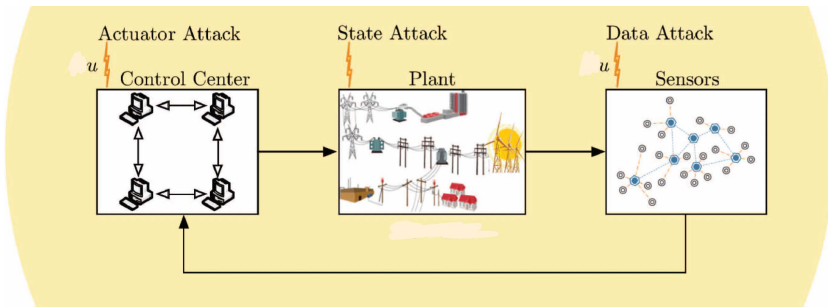 Actuator Attack
State Attack
Data Attack
u
u
Control Center
Plant
Sensors